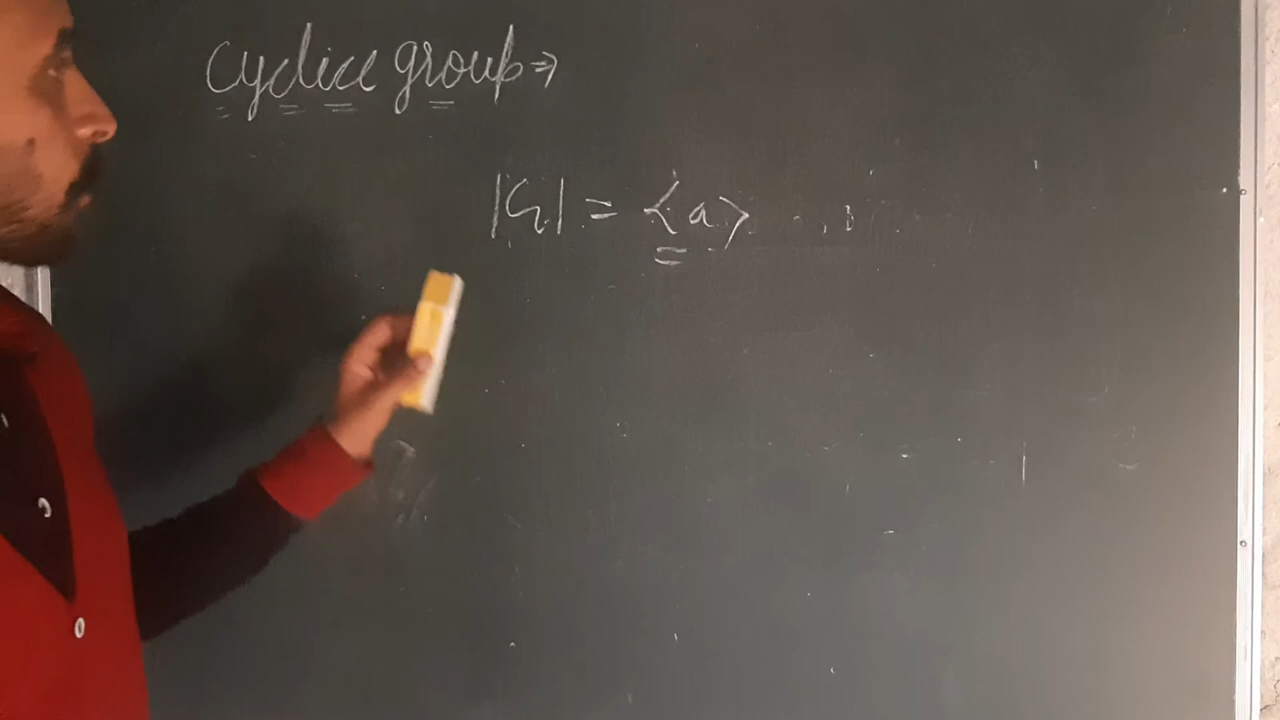 Cyclice group →
|G| = <a>